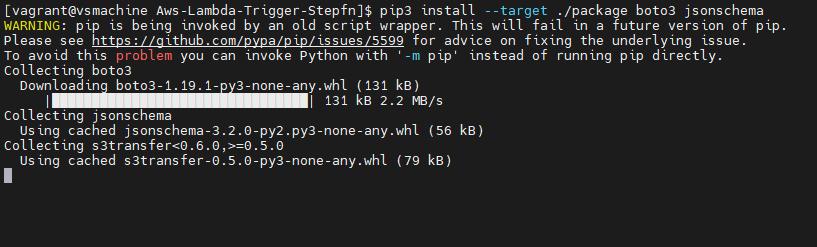 [vagrant@vsmachine Aws-Lambda-Trigger-Stepfn]$ pip3 install --target ./package boto3 jsonschema
WARNING: pip is being invoked by an old script wrapper. This will fail in a future version of pip.
Please see https://github.com/pypa/pip/issues/5599 for advice on fixing the underlying issue.
To avoid this problem you can invoke Python with '-m pip' instead of running pip directly.
Collecting boto3
  Downloading boto3-1.19.1-py3-none-any.whl (131 kB)
     |████████████████████████████████| 131 kB 2.2 MB/s
Collecting jsonschema
  Using cached jsonschema-3.2.0-py2.py3-none-any.whl (56 kB)
Collecting s3transfer<0.6.0,>=0.5.0
  Using cached s3transfer-0.5.0-py3-none-any.whl (79 kB)